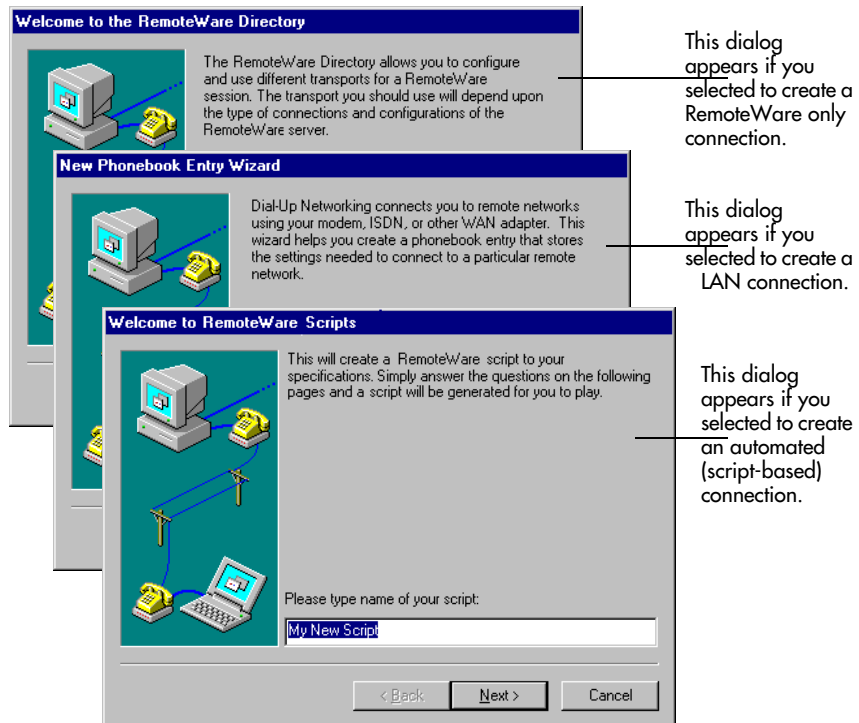 Welcome to the RemoteWare Directory
The RemoteWare Directory allows you to configure
and use different transports for a RemoteWare
session. The transport you should use will depend upon
the type of connections and configurations of the
RemoteWare server.
This dialog
appears if you
selected to create a
RemoteWare only
connection.
New Phonebook Entry Wizard
Dial-Up Networking connects you to remote networks
using your modem, ISDN, or other WAN adapter. This
wizard helps you create a phonebook entry that stores
the settings needed to connect to a particular remote
network.
This dialog
appears if you
selected to create a
LAN connection.
Welcome to RemoteWare Scripts
This will create a RemoteWare script to your
specifications. Simply answer the questions on the following
pages and a script will be generated for you to play.
This dialog
appears if you
selected to create
an automated
(script-based)
connection.
Please type name of your script:
My New Script
< Back
Next >
Cancel